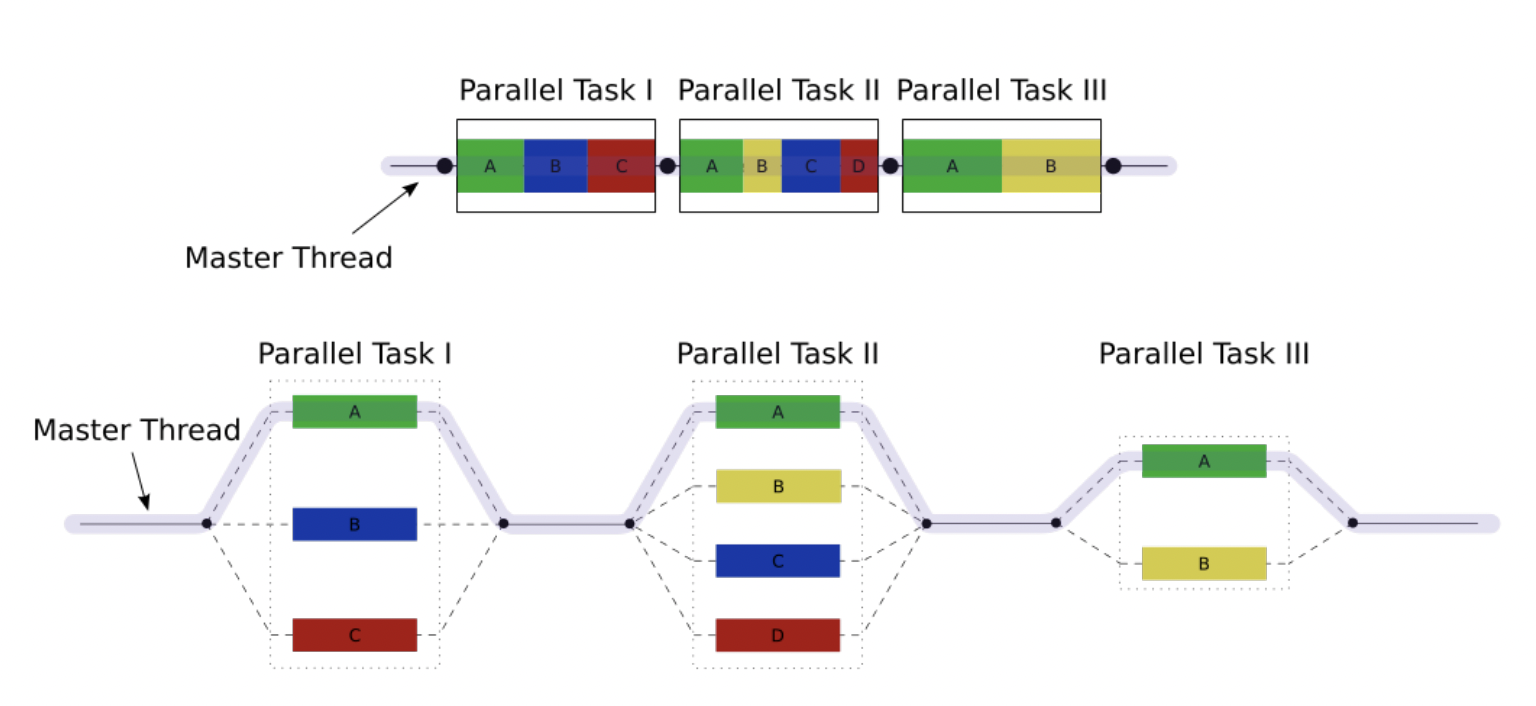 Parallel Task I Parallel Task II Parallel Task III
A B C A B C D A B
Master Thread
Parallel Task I Parallel Task II Parallel Task III
A A
Master Thread
A
B
B
C
B
C D